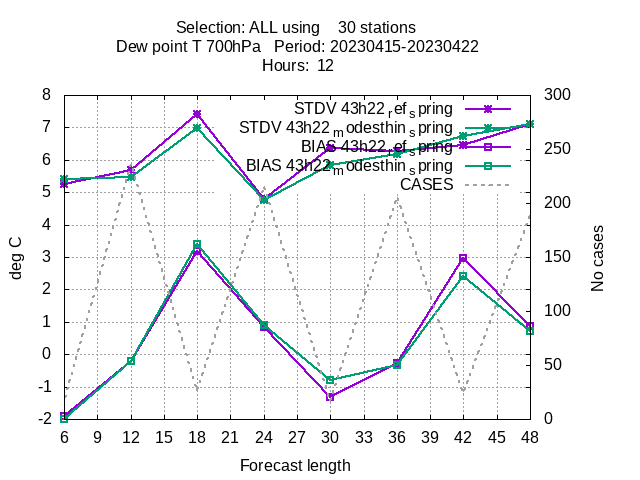 Selection: ALL using    30 stations
Dew point T 700hPa   Period: 20230415-20230422
Hours: 12
STDV 43h22_ref_spring
STDV 43h22_modesthin_spring
BIAS 43h22_ref_spring
BIAS 43h22_modesthin_spring
CASES
8
7
6
5
4
3
2
1
0
-1
-2
deg C
300
250
200
150
100
50
0
No cases
6 9 12 15 18 21 24 27 30 33 36 39 42 45 48
Forecast length